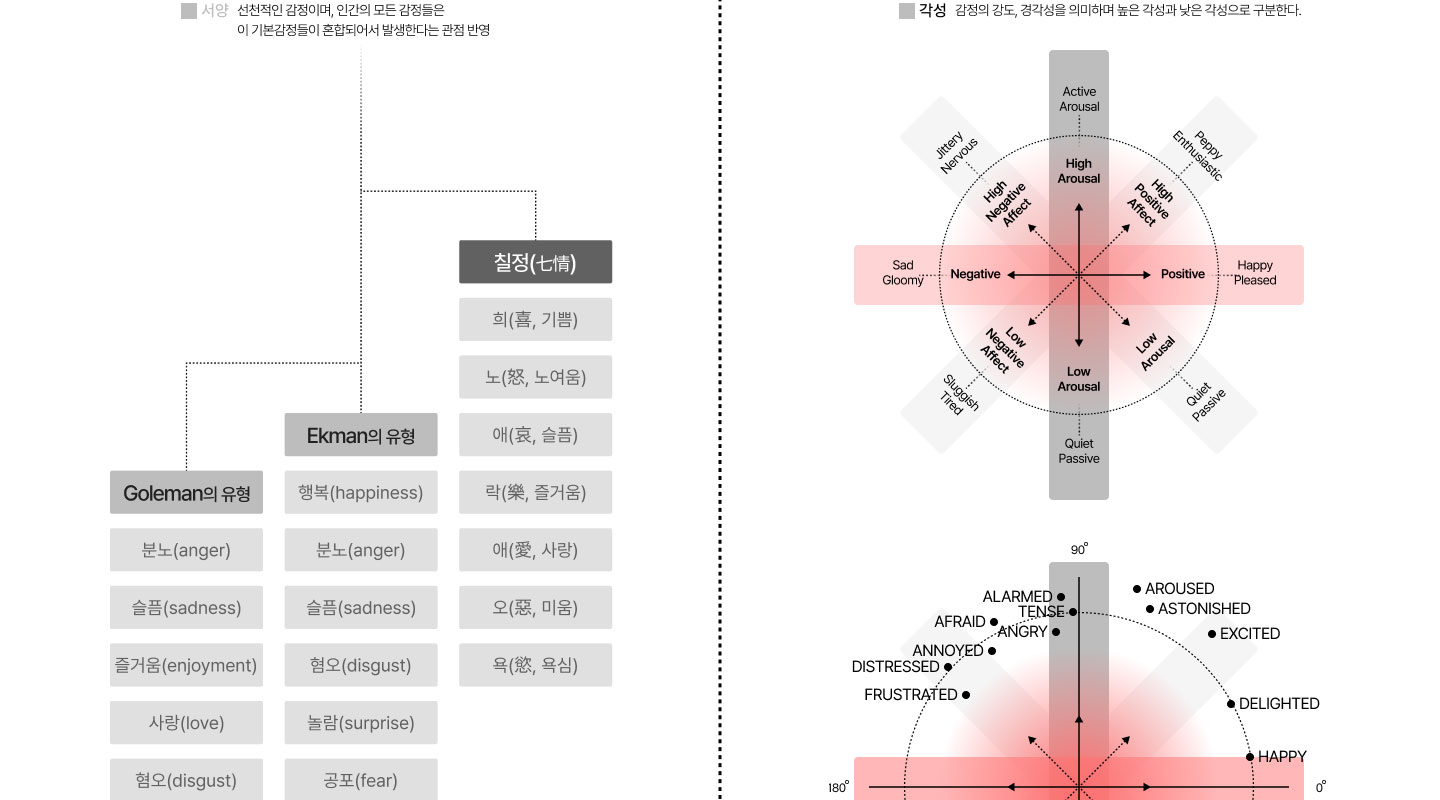 서양 선천적인 감정이며, 인간의 모든 감정들은
이 기본감정들이 혼합되어서 발생한다는 관점 반영
칠정(七情)
희(喜, 기쁨)
노(怒, 노여움)
애(哀, 슬픔)
락(樂, 즐거움)
애(愛, 사랑)
오(惡, 미움)
욕(慾, 욕심)
Ekman의 유형
행복(happiness)
분노(anger)
슬픔(sadness)
혐오(disgust)
놀람(surprise)
공포(fear)
Goleman의 유형
분노(anger)
슬픔(sadness)
즐거움(enjoyment)
사랑(love)
혐오(disgust)
각성 감정의 강도, 경각성을 의미하며 높은 각성과 낮은 각성으로 구분한다.
Active
Arousal
High
Arousal
Jittery
Nervous
High
Negative
Affect
Peppy
Enthusiastic
High
Positive
Affect
Sad
Gloomy
Negative
Positive
Happy
Pleased
Low
Negative
Affect
Sluggish
Tired
Low
Arousal
Quiet
Passive
Low
Arousal
Quiet
Passive
90°
ALARMED
AROUSED
TENSE
ASTONISHED
AFRAID
ANGRY
EXCITED
ANNOYED
DISTRESSED
FRUSTRATED
DELIGHTED
HAPPY
180°
0°